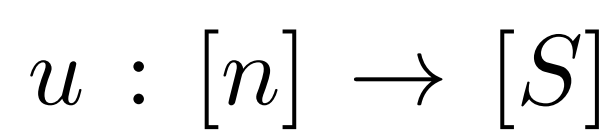 u : [n] → [S]